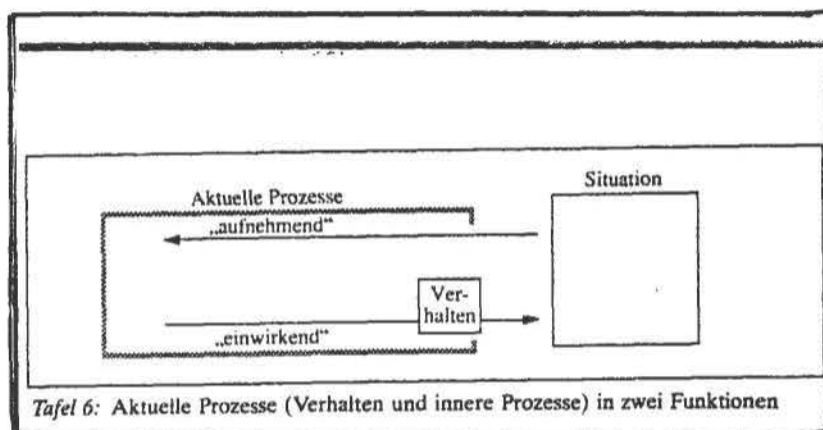 Situation
Aktuelle Prozesse
„aufnehmend“
Ver-
halten
„einwirkend“
Tafel 6: Aktuelle Prozesse (Verhalten und innere Prozesse) in zwei Funktionen